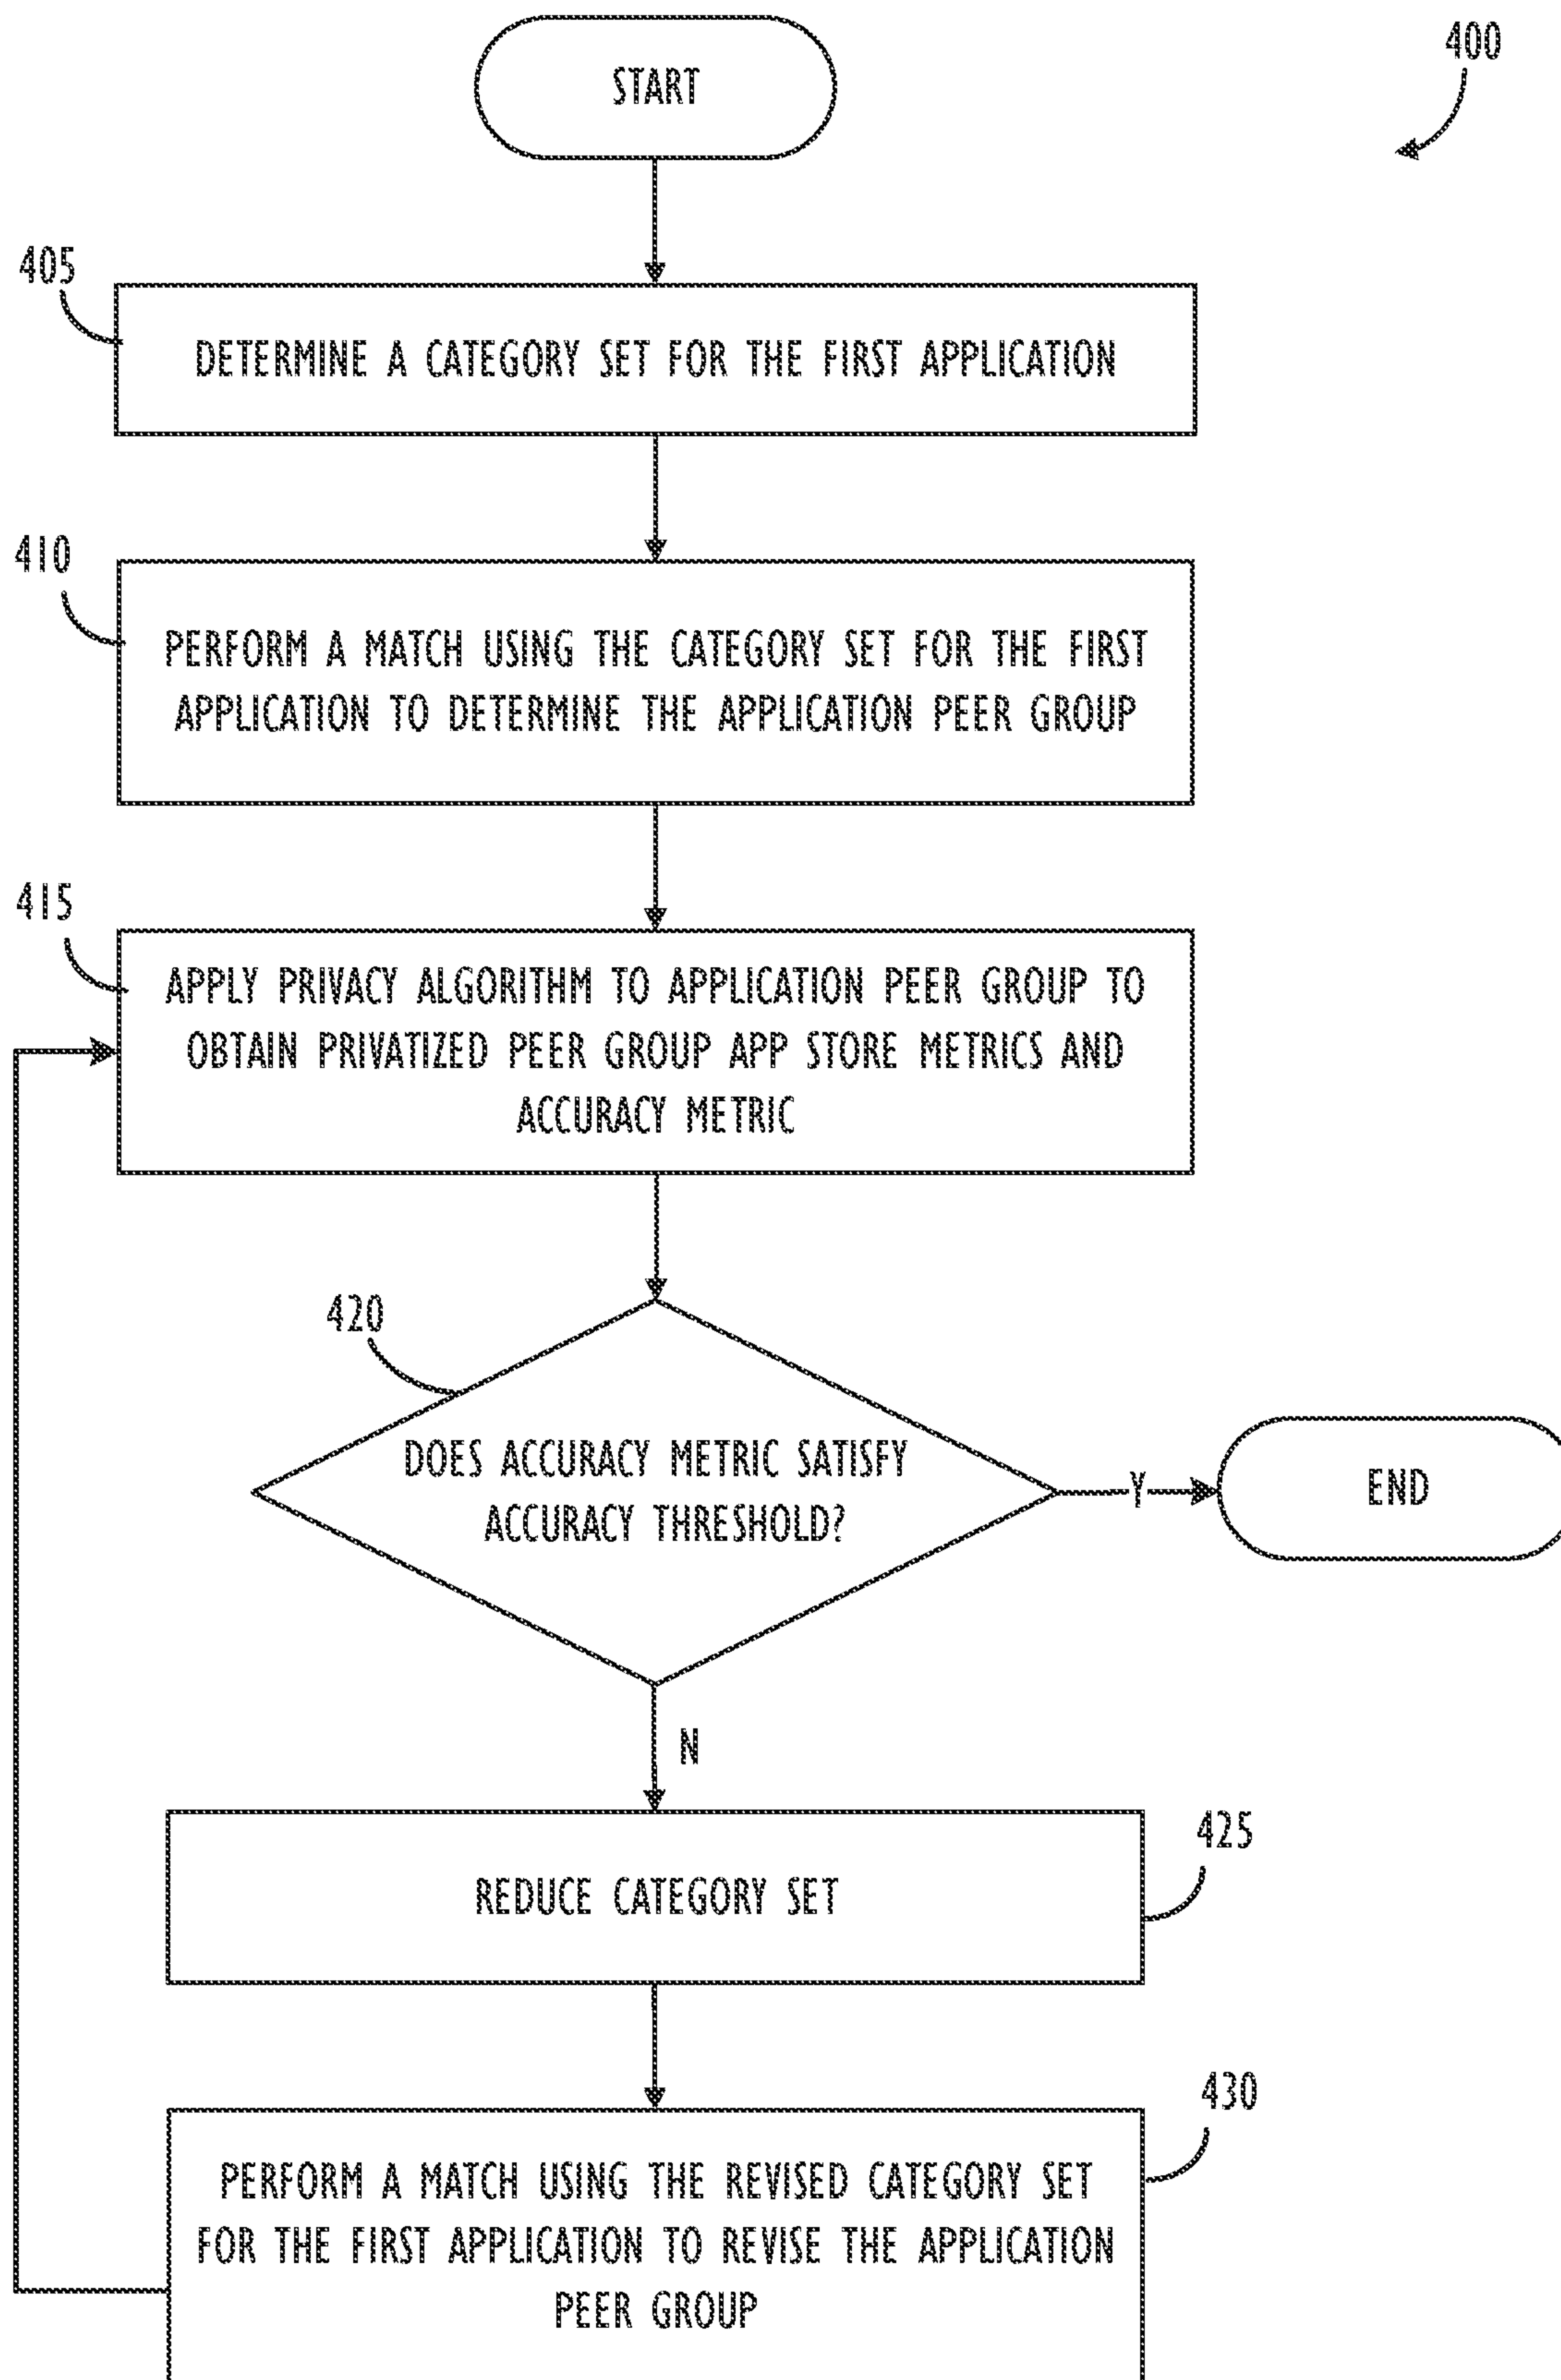 400
START
405
DETERMINE A CATEGORY SET FOR THE FIRST APPLICATION
410
PERFORM A MATCH USING THE CATEGORY SET FOR THE FIRST
APPLICATION TO DETERMINE THE APPLICATION PEER GROUP
415
APPLY PRIVACY ALGORITHM TO APPLICATION PEER GROUP TO
OBTAIN PRIVATIZED PEER GROUP APP STORE METRICS AND
ACCURACY METRIC
420
DOES ACCURACY METRIC SATISFY
ACCURACY THRESHOLD?
Y
END
N
425
REDUCE CATEGORY SET
430
PERFORM A MATCH USING THE REVISED CATEGORY SET
FOR THE FIRST APPLICATION TO REVISE THE APPLICATION
PEER GROUP